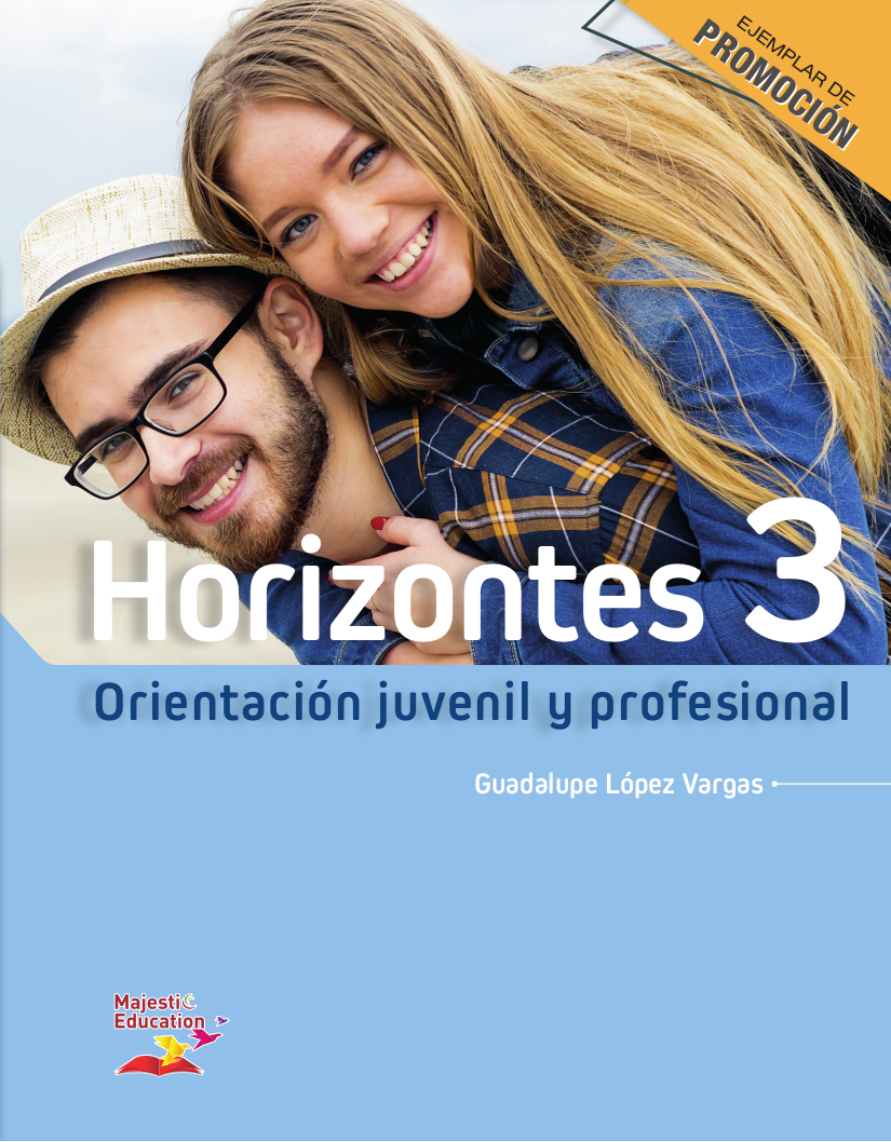 EJEMPLAR DE
PROMOCIÓN
Horizontes 3
Orientación juvenil y profesional
Guadalupe López Vargas
Majestic
Education